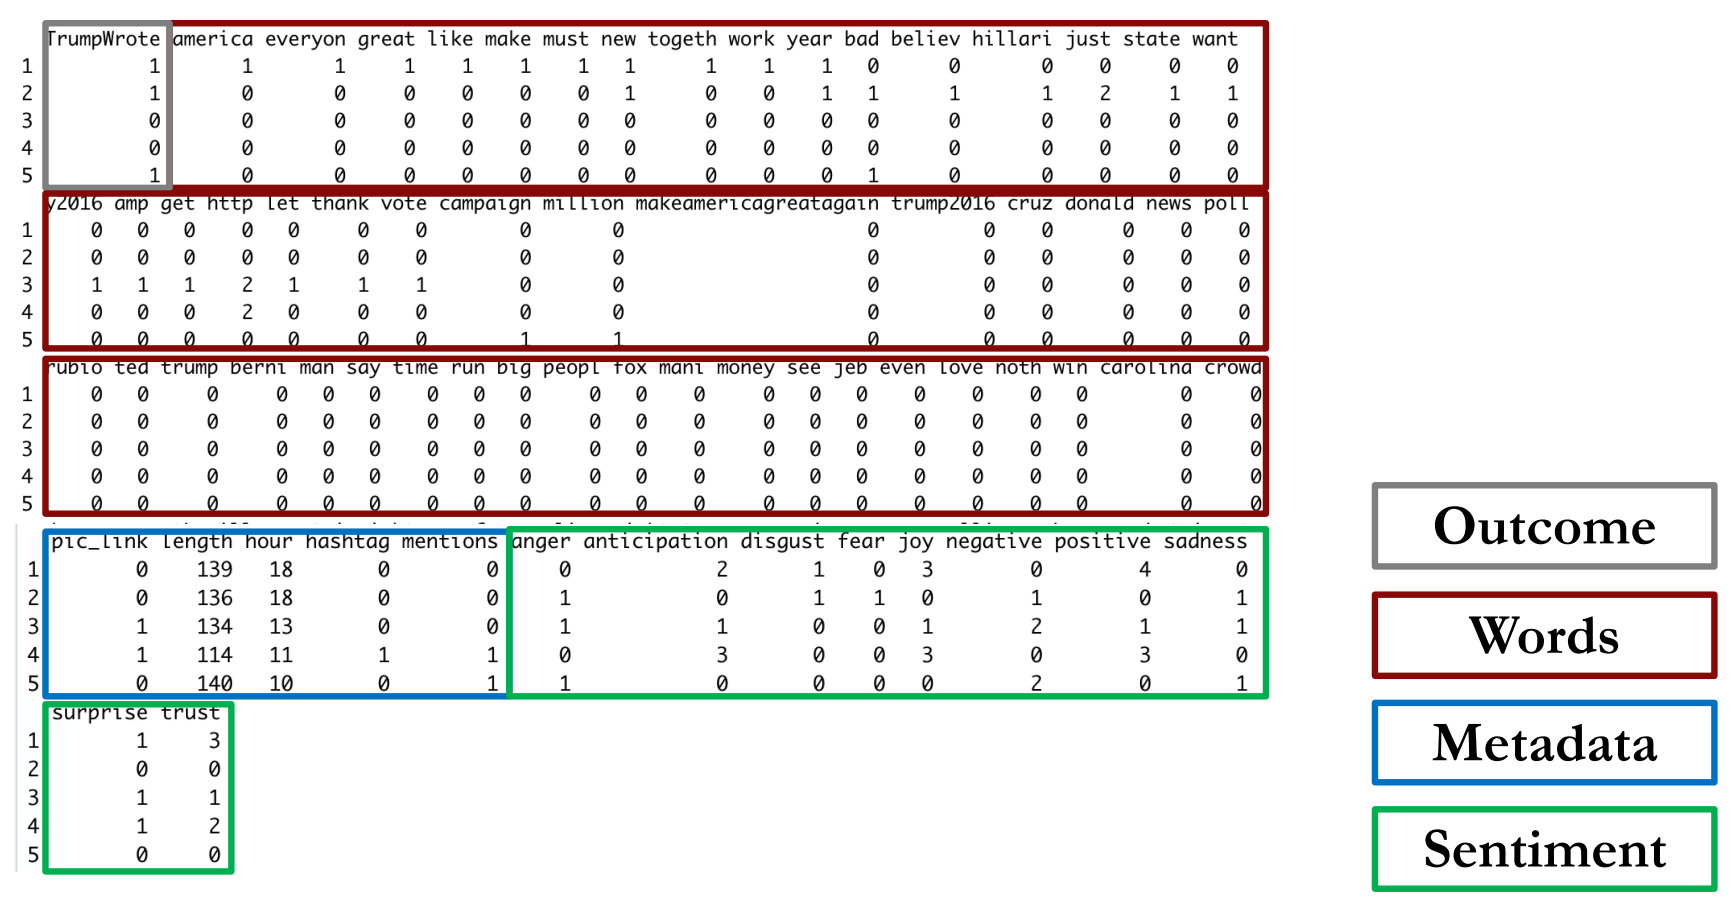 TrumpWrote america everyon great like make must new togeth work year bad believ hillari just state want
1 1 1 1 1 1 1 1 1 1 1 1 0 0 0 0 0 0
2 1 0 0 0 0 0 0 1 0 0 1 1 1 1 2 1 1
3 0 0 0 0 0 0 0 0 0 0 0 0 0 0 0 0 0
4 0 0 0 0 0 0 0 0 0 0 0 0 0 0 0 0 0
5 1 0 0 0 0 0 0 0 0 0 0 1 0 0 0 0 0
y2016 amp get http let thank vote campaign million makeamericagreatagain trump2016 cruz donald news poll
1 0 0 0 0 0 0 0 0 0 0 0 0 0 0 0
2 0 0 0 0 0 0 0 0 0 0 0 0 0 0 0
3 1 1 1 2 1 1 1 0 0 0 0 0 0 0 0
4 0 0 0 2 0 0 0 0 0 0 0 0 0 0 0
5 0 0 0 0 0 0 0 1 1 0 0 0 0 0 0
rubio ted trump berni man say time run big peopl fox mani money see jeb even love noth win carolina crowd
1 0 0 0 0 0 0 0 0 0 0 0 0 0 0 0 0 0 0 0 0 0
2 0 0 0 0 0 0 0 0 0 0 0 0 0 0 0 0 0 0 0 0 0
3 0 0 0 0 0 0 0 0 0 0 0 0 0 0 0 0 0 0 0 0 0
4 0 0 0 0 0 0 0 0 0 0 0 0 0 0 0 0 0 0 0 0 0
5 0 0 0 0 0 0 0 0 0 0 0 0 0 0 0 0 0 0 0 0 0
pic_link length hour hashtag mentions anger anticipation disgust fear joy negative positive sadness
1 0 139 18 0 0 0 2 1 0 3 0 4 0
2 0 136 18 0 0 1 0 1 1 0 1 0 1
3 1 134 13 0 0 1 1 0 0 1 2 1 1
4 1 114 11 1 1 0 3 0 0 3 0 3 0
5 0 140 10 0 1 1 0 0 0 0 2 0 1
surprise trust
1 1 3
2 0 0
3 1 1
4 1 2
5 0 0
Outcome
Words
Metadata
Sentiment